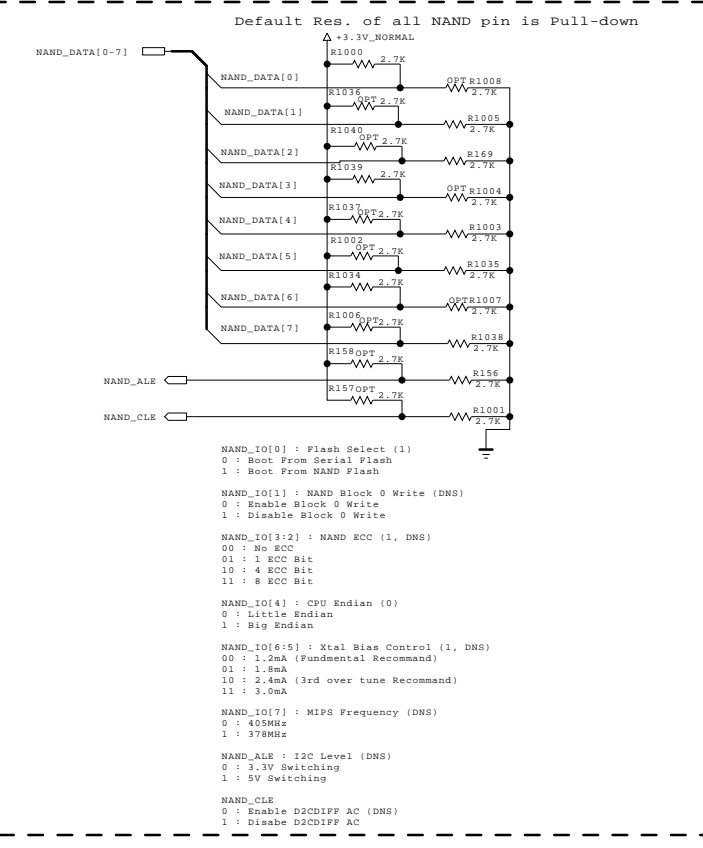 Default Res. of all NAND pin is Pull-down
+3.3V_NORMAL
NAND_DATA[0-7]
R1000
2.7K
NAND_DATA[0]
OPT R1008
2.7K
R1036
OPT 2.7K
NAND_DATA[1]
R1005
2.7K
R1040
OPT 2.7K
NAND_DATA[2]
R169
2.7K
R1039
2.7K
NAND_DATA[3]
OPT R1004
2.7K
R1037
OPT 2.7K
NAND_DATA[4]
R1003
2.7K
R1002
OPT 2.7K
NAND_DATA[5]
R1035
2.7K
R1034
2.7K
NAND_DATA[6]
OPT R1007
2.7K
R1006
OPT 2.7K
NAND_DATA[7]
R1038
2.7K
R158 OPT
2.7K
NAND_ALE
R156
2.7K
R157 OPT
2.7K
NAND_CLE
R1001
2.7K
NAND_IO[0] : Flash Select (1)
0 : Boot From Serial Flash
1 : Boot From NAND Flash
NAND_IO[1] : NAND Block 0 Write (DNS)
0 : Enable Block 0 Write
1 : Disable Block 0 Write
NAND_IO[3:2] : NAND ECC (1, DNS)
00 : No ECC
01 : 1 ECC Bit
10 : 4 ECC Bit
11 : 8 ECC Bit
NAND_IO[4] : CPU Endian (0)
0 : Little Endian
1 : Big Endian
NAND_IO[6:5] : Xtal Bias Control (1, DNS)
00 : 1.2mA (Fundmental Recommand)
01 : 1.8mA
10 : 2.4mA (3rd over tune Recommand)
11 : 3.0mA
NAND_IO[7] : MIPS Frequency (DNS)
0 : 405MHz
1 : 378MHz
NAND_ALE : I2C Level (DNS)
0 : 3.3V Switching
1 : 5V Switching
NAND_CLE
0 : Enable D2CDIFF AC (DNS)
1 : Disabe D2CDIFF AC